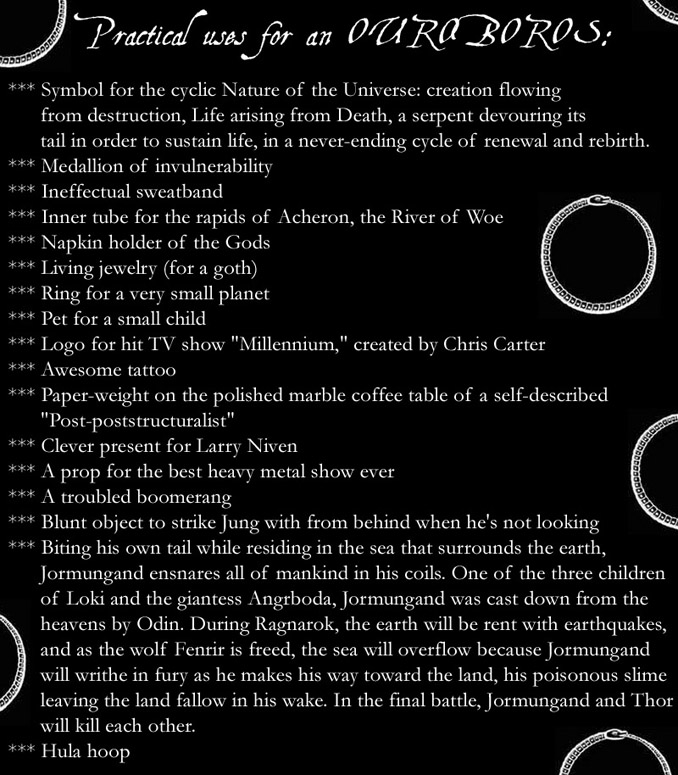 Practical uses for an OUROBOROS:
*** Symbol for the cyclic Nature of the Universe: creation flowing
from destruction, Life arising from Death, a serpent devouring its
tail in order to sustain life, in a never-ending cycle of renewal and rebirth.
*** Medallion of invulnerability
*** Ineffectual sweatband
*** Inner tube for the rapids of Acheron, the River of Woe
*** Napkin holder of the Gods
*** Living jewelry (for a goth)
*** Ring for a very small planet
*** Pet for a small child
*** Logo for hit TV show "Millennium," created by Chris Carter
*** Awesome tattoo
*** Paper-weight on the polished marble coffee table of a self-described
"Post-poststructuralist"
*** Clever present for Larry Niven
*** A prop for the best heavy metal show ever
*** A troubled boomerang
*** Blunt object to strike Jung with from behind when he's not looking
*** Biting his own tail while residing in the sea that surrounds the earth,
Jormungand ensnares all of mankind in his coils. One of the three children
of Loki and the giantess Angrboda, Jormungand was cast down from the
heavens by Odin. During Ragnarok, the earth will be rent with earthquakes,
and as the wolf Fenrir is freed, the sea will overflow because Jormungand
will writhe in fury as he makes his way toward the land, his poisonous slime
leaving the land fallow in his wake. In the final battle, Jormungand and Thor
will kill each other.
*** Hula hoop